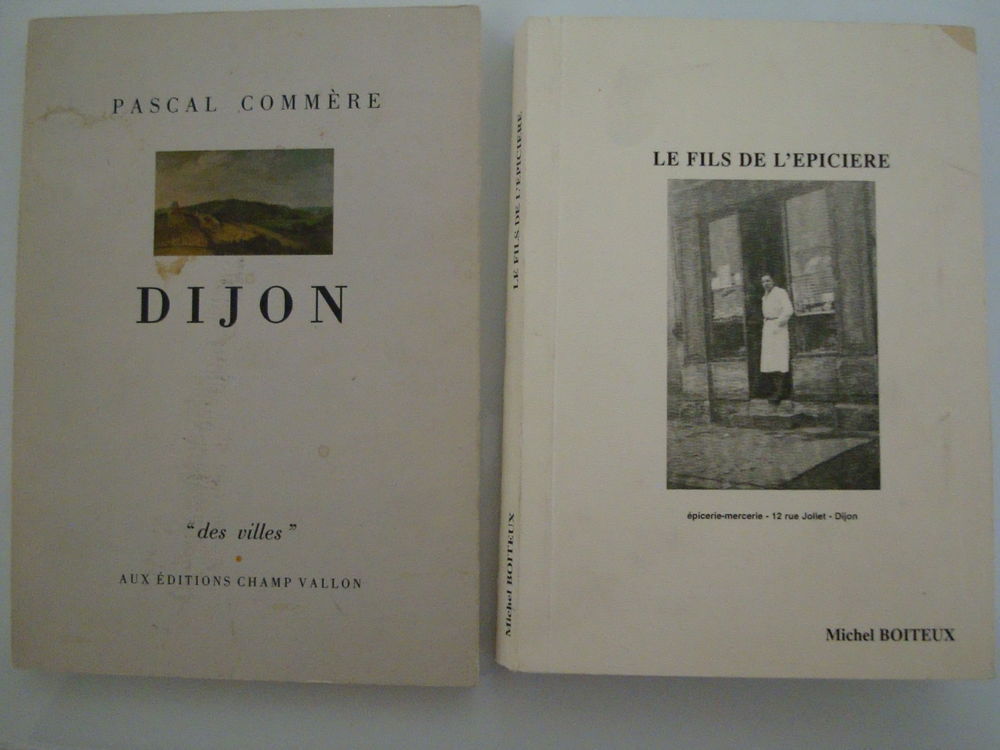 PASCAL COMMÈRE
DIJON
“des villes”
AUX ÉDITIONS CHAMP VALLON
LE FILS DE L'EPICIERE
Michel BOITEUX
LE FILS DE L'EPICIERE
épicerie-mercerie - 12 rue Jollet - Dijon
Michel BOITEUX